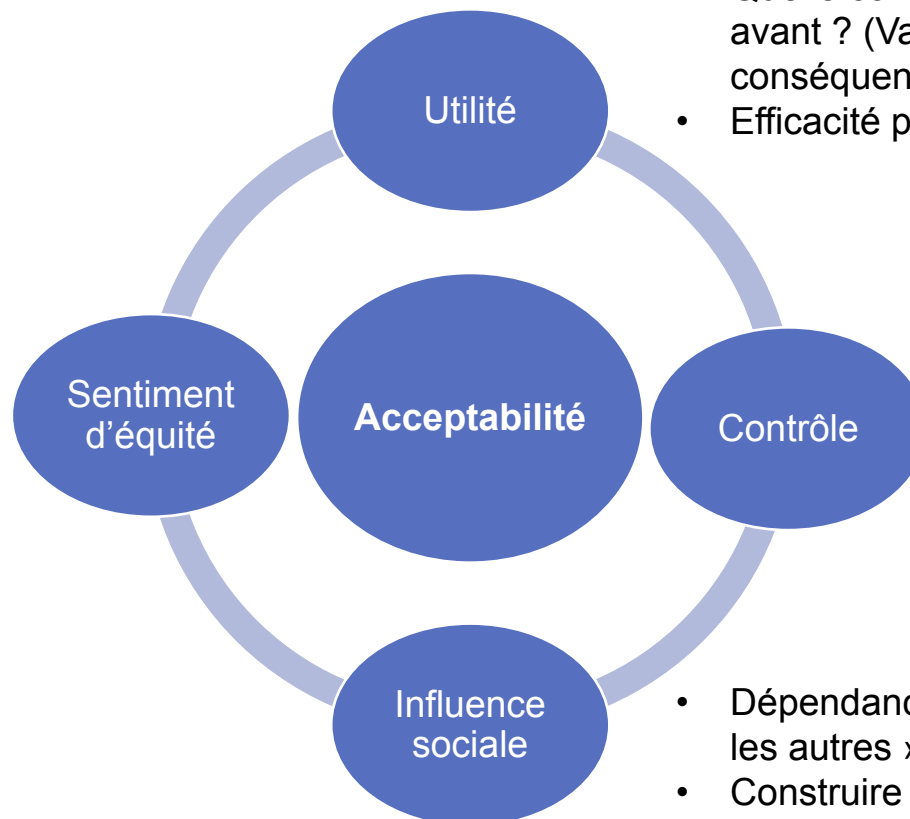 avant ? (Va
conséquen
• Efficacité p
Utilité
Sentiment
d’équité
Acceptabilité
Contrôle
Influence
sociale
• Dépendanc
les autres »
• Construire